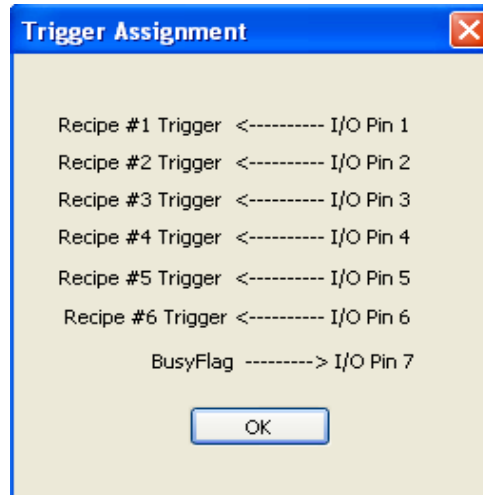 Trigger Assignment
Recipe #1 Trigger <---------- I/O Pin 1
Recipe #2 Trigger <---------- I/O Pin 2
Recipe #3 Trigger <---------- I/O Pin 3
Recipe #4 Trigger <---------- I/O Pin 4
Recipe #5 Trigger <---------- I/O Pin 5
Recipe #6 Trigger <---------- I/O Pin 6
BusyFlag ---------> I/O Pin 7
OK